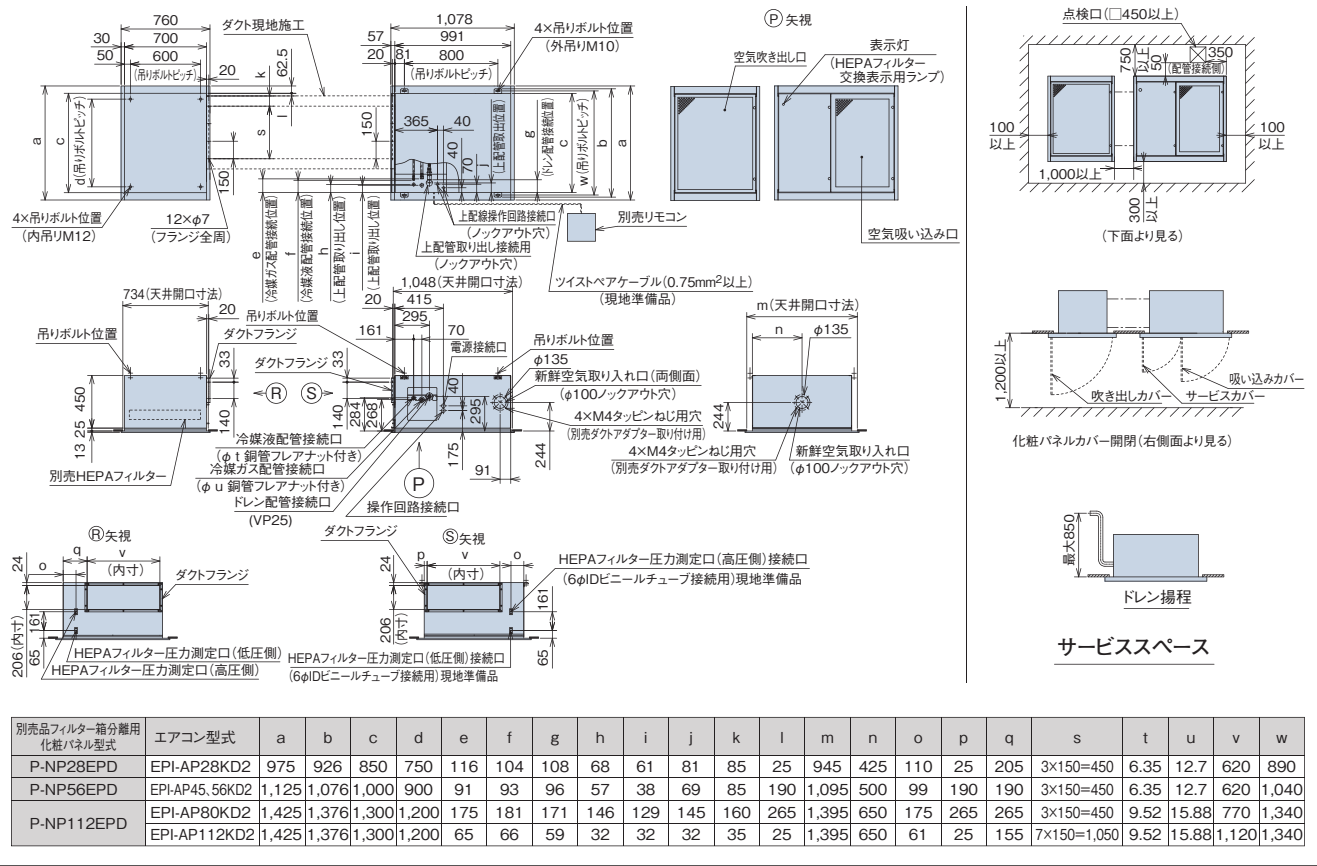 760
30
700
50
600
(吊りボルトピッチ)
20
k
62.5
ダクト現地施工
a
c
d(吊りボルトピッチ)
s
l
150
150
4×吊りボルト位置
(内吊りM12)
12×φ7
(フランジ全周)
1,078
57
991
20
81
800
(吊りボルトピッチ)
4×吊りボルト位置
(外吊りM10)
365
40
40
70
j
(上配管取出位置)
g
(ドレン配管接続位置)
c
w(吊りボルトピッチ)
b
a
e
(冷媒ガス配管接続位置)
f
(冷媒液配管接続位置)
h
(上配管取り出し位置)
i
(上配管取り出し位置)
上配線操作回路接続口
(ノックアウト穴)
上配管取り出し接続用
(ノックアウト穴)
別売リモコン
ツイストペアケーブル(0.75mm²以上)
(現地準備品)
Ⓟ矢視
空気吹き出し口
表示灯
(HEPAフィルター
交換表示用ランプ)
空気吸い込み口
点検口(□450以上)
750
以上
50
350
(配管接続側)
100
以上
100
以上
1,000以上
300
以上
(下面より見る)
734(天井開口寸法)
20
吊りボルト位置
ダクトフランジ
33
450
25
13
140
別売HEPAフィルター
Ⓡ
Ⓢ
1,048(天井開口寸法)
20
415
295
吊りボルト位置
161
70
電源接続口
ダクトフランジ
33
40
140
284
268
295
175
91
244
吊りボルト位置
φ135
新鮮空気取り入れ口(両側面)
(φ100ノックアウト穴)
4×M4タッピンねじ用穴
(別売ダクトアダプター取り付け用)
冷媒液配管接続口
(φ t 銅管フレアナット付き)
冷媒ガス配管接続口
(φ u 銅管フレアナット付き)
ドレン配管接続口
(VP25)
Ⓟ
操作回路接続口
m(天井開口寸法)
n
φ135
244
4×M4タッピンねじ用穴
(別売ダクトアダプター取り付け用)
新鮮空気取り入れ口
(φ100ノックアウト穴)
1,200以上
吹き出しカバー
サービスカバー
吸い込みカバー
化粧パネルカバー開閉(右側面より見る)
Ⓡ矢視
q
v
o
(内寸)
ダクトフランジ
24
206(内寸)
161
65
HEPAフィルター圧力測定口(低圧側)
HEPAフィルター圧力測定口(高圧側)
Ⓢ矢視
ダクトフランジ
p
v
o
(内寸)
24
206
(内寸)
161
65
HEPAフィルター圧力測定口(高圧側)接続口
(6φIDビニールチューブ接続用)現地準備品
HEPAフィルター圧力測定口(低圧側)接続口
(6φIDビニールチューブ接続用)現地準備品
最大850
ドレン揚程
サービススペース
別売品フィルター箱分離用化粧パネル型式 エアコン型式 a b c d e f g h i j k l m n o p q s t u v w
P-NP28EPD EPI-AP28KD2 975 926 850 750 116 104 108 68 61 81 85 25 945 425 110 25 205 3×150=450 6.35 12.7 620 890
P-NP56EPD EPI-AP45、56KD2 1,125 1,076 1,000 900 91 93 96 57 38 69 85 190 1,095 500 99 190 190 3×150=450 6.35 12.7 620 1,040
P-NP112EPD EPI-AP80KD2 1,425 1,376 1,300 1,200 175 181 171 146 129 145 160 265 1,395 650 175 265 265 3×150=450 9.52 15.88 770 1,340
EPI-AP112KD2 1,425 1,376 1,300 1,200 65 66 59 32 32 32 35 25 1,395 650 61 25 155 7×150=1,050 9.52 15.88 1,120 1,340